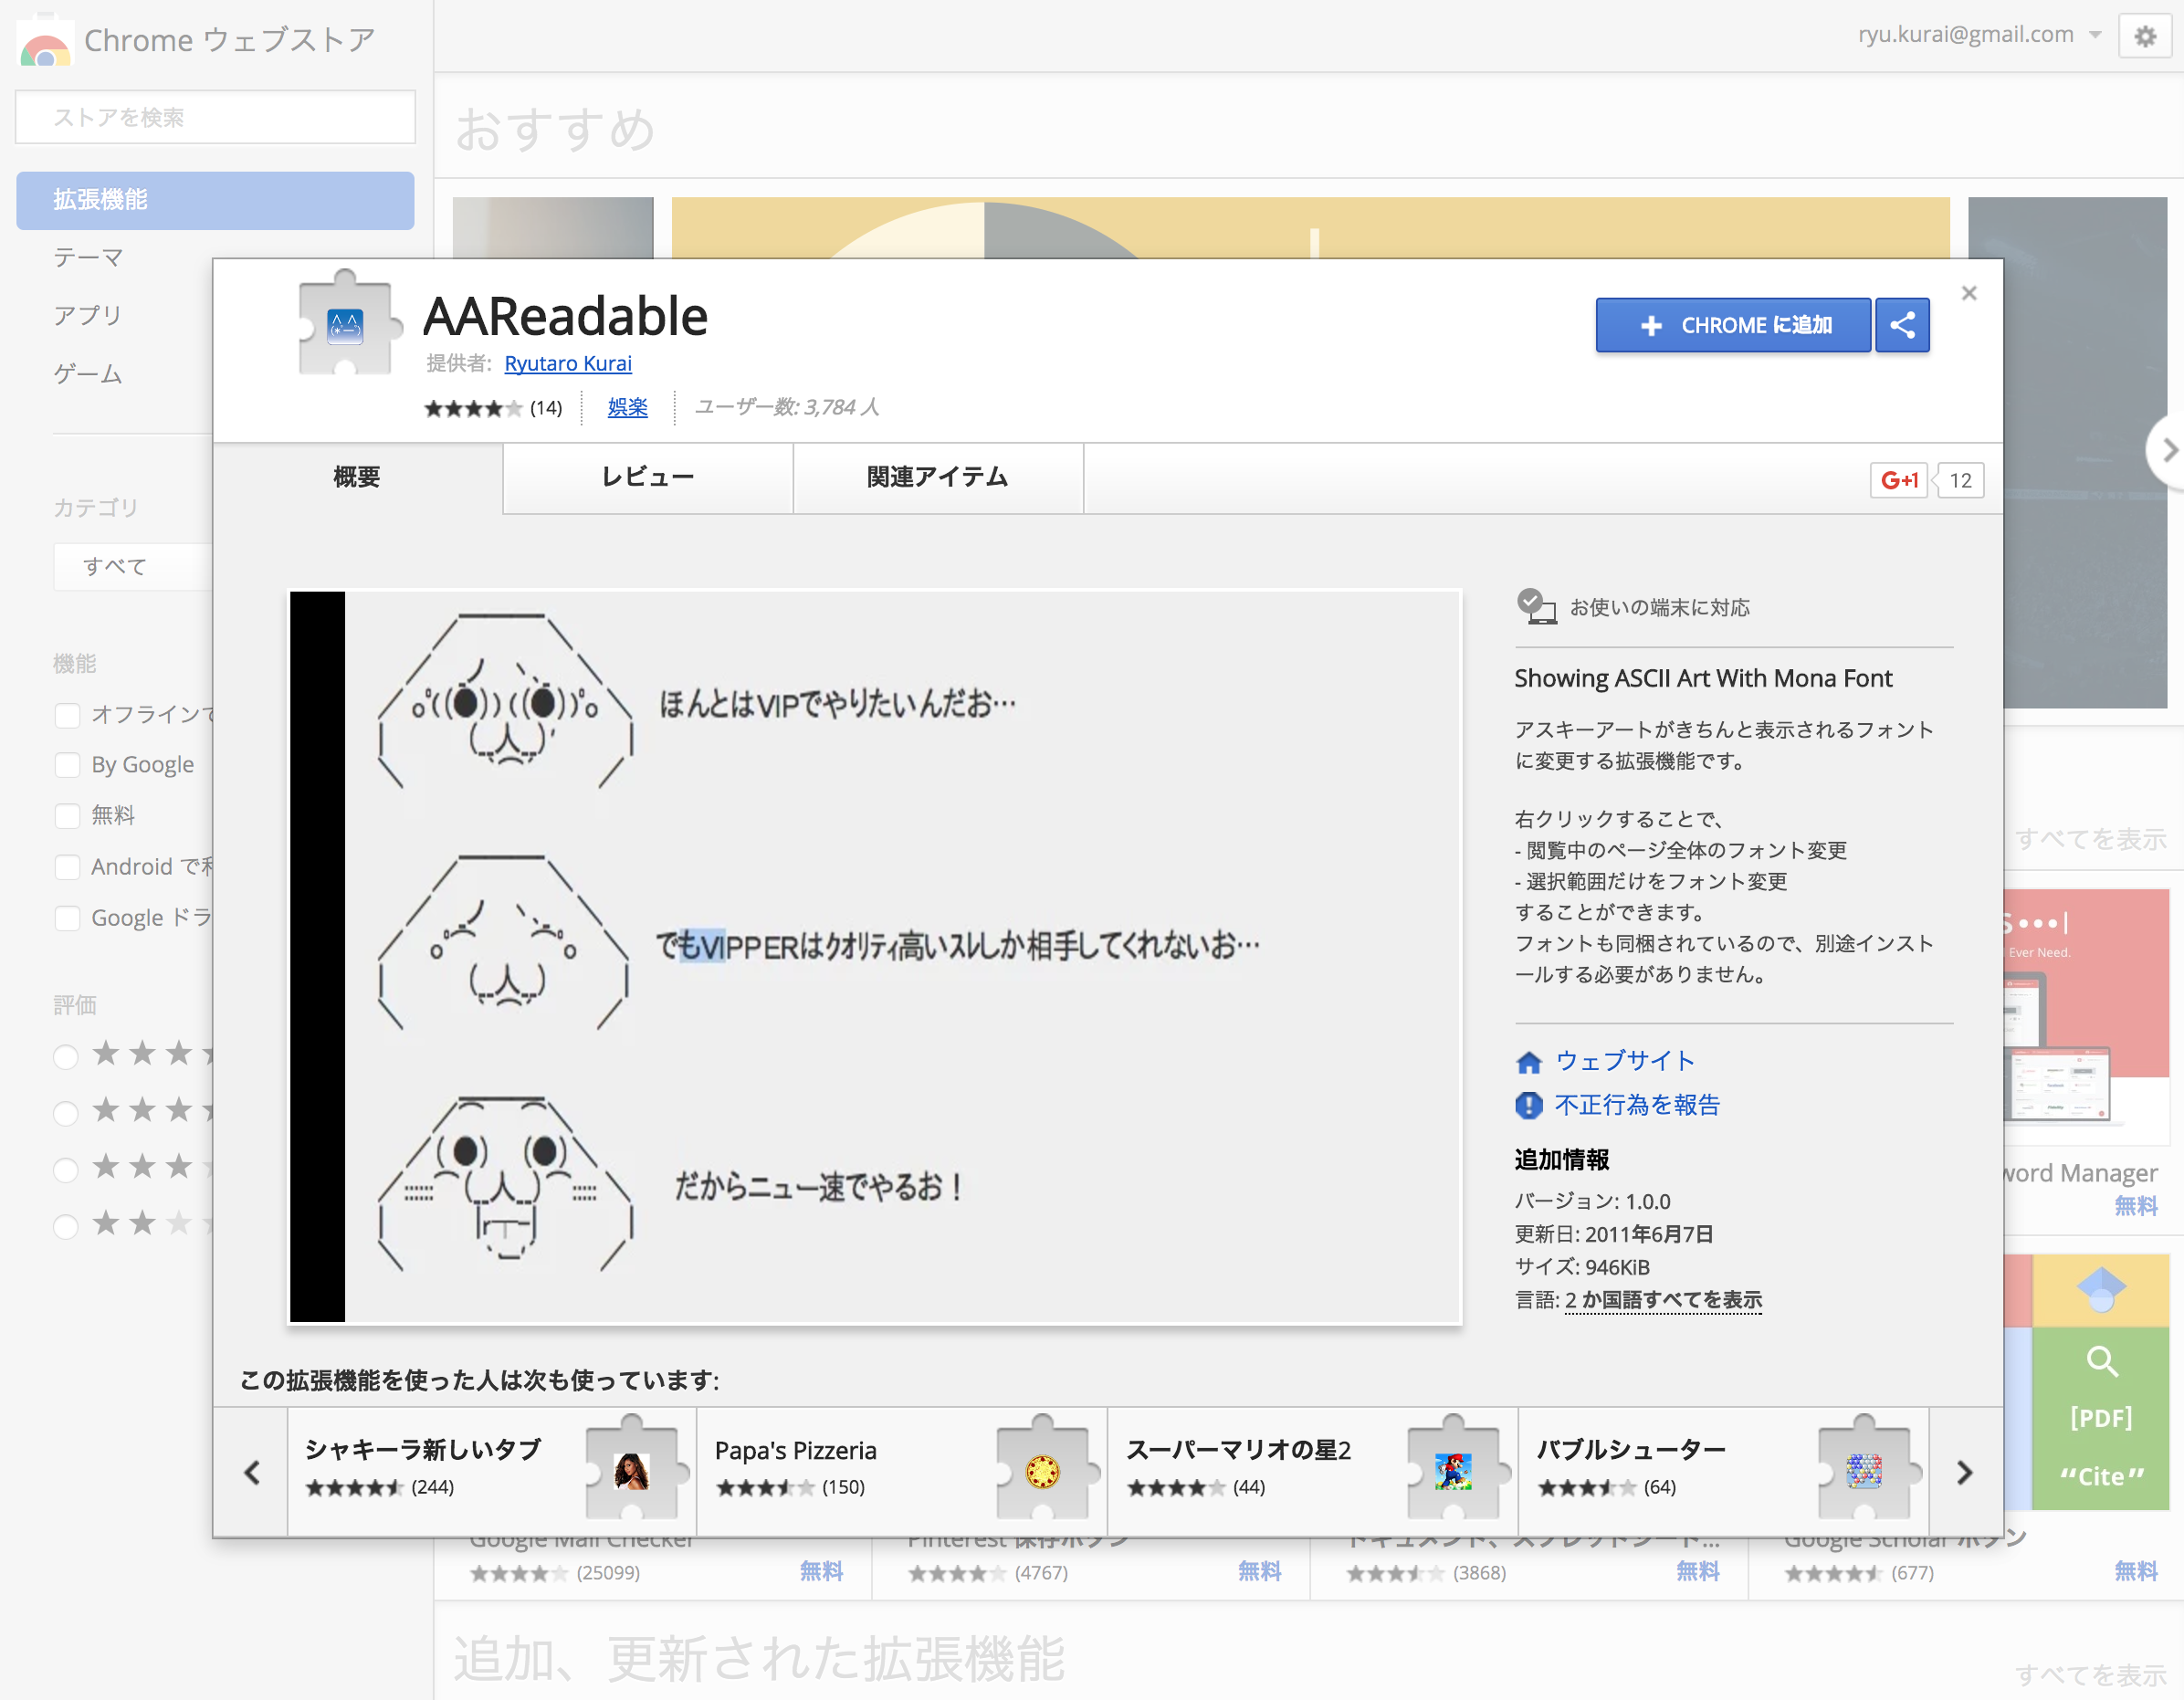 Chrome ウェブストア
ryu.kurai@gmail.com
ストアを検索
おすすめ
拡張機能
テーマ
アプリ
ゲーム
カテゴリ
すべて
機能
オフラインで
By Google
無料
Android で利
Google ドラ
評価
AAReadable
提供者: Ryutaro Kurai
(14)
娯楽
ユーザー数: 3,784 人
CHROME に追加
概要
レビュー
関連アイテム
G+1
12
ほんとはVIPでやりたいんだお…
でもVIPPERはｸｵﾘﾃｨ高いｽﾚしか相手してくれないお…
だからニュー速でやるお！
お使いの端末に対応
Showing ASCII Art With Mona Font
アスキーアートがきちんと表示されるフォント
に変更する拡張機能です。
右クリックすることで、
- 閲覧中のページ全体のフォント変更
- 選択範囲だけをフォント変更
することができます。
フォントも同梱されているので、別途インスト
ールする必要がありません。
ウェブサイト
不正行為を報告
追加情報
バージョン: 1.0.0
更新日: 2011年6月7日
サイズ: 946KiB
言語: 2 か国語すべてを表示
この拡張機能を使った人は次も使っています:
シャキーラ新しいタブ
(244)
Papa's Pizzeria
(150)
スーパーマリオの星2
(44)
バブルシューター
(64)
すべてを表示
Ever Need.
word Manager
無料
[PDF]
“Cite”
Google Mail Checker
(25099)
無料
Pinterest 保存ボタン
(4767)
無料
ドキュメント、スプレッドシート...
(3868)
無料
Google Scholar ボタン
(677)
無料
追加、更新された拡張機能
すべてを表示